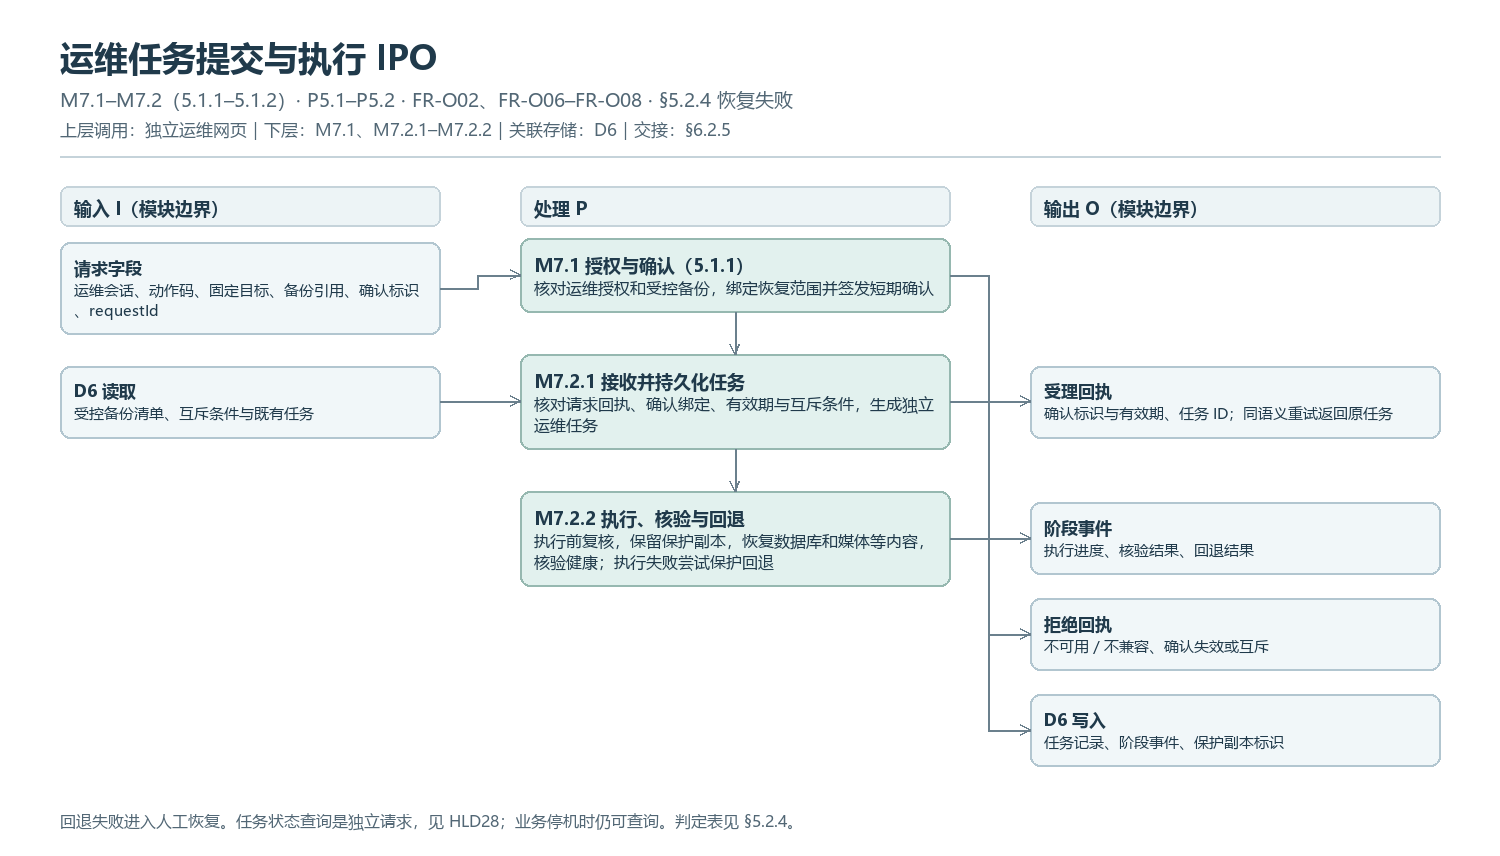 运维任务提交与执行 IPO
M7.1–M7.2（5.1.1–5.1.2）· P5.1–P5.2 · FR-O02、FR-O06–FR-O08 · §5.2.4 恢复失败
上层调用：独立运维网页 | 下层：M7.1、M7.2.1–M7.2.2 | 关联存储：D6 | 交接：§6.2.5
输入 I（模块边界）
请求字段
运维会话、动作码、固定目标、备份引用、确认标识
、requestId
D6 读取
受控备份清单、互斥条件与既有任务
处理 P
M7.1 授权与确认（5.1.1）
核对运维授权和受控备份，绑定恢复范围并签发短期确认
M7.2.1 接收并持久化任务
核对请求回执、确认绑定、有效期与互斥条件，生成独立
运维任务
M7.2.2 执行、核验与回退
执行前复核，保留保护副本，恢复数据库和媒体等内容，
核验健康；执行失败尝试保护回退
输出 O（模块边界）
受理回执
确认标识与有效期、任务 ID；同语义重试返回原任务
阶段事件
执行进度、核验结果、回退结果
拒绝回执
不可用 / 不兼容、确认失效或互斥
D6 写入
任务记录、阶段事件、保护副本标识
回退失败进入人工恢复。任务状态查询是独立请求，见 HLD28；业务停机时仍可查询。判定表见 §5.2.4。